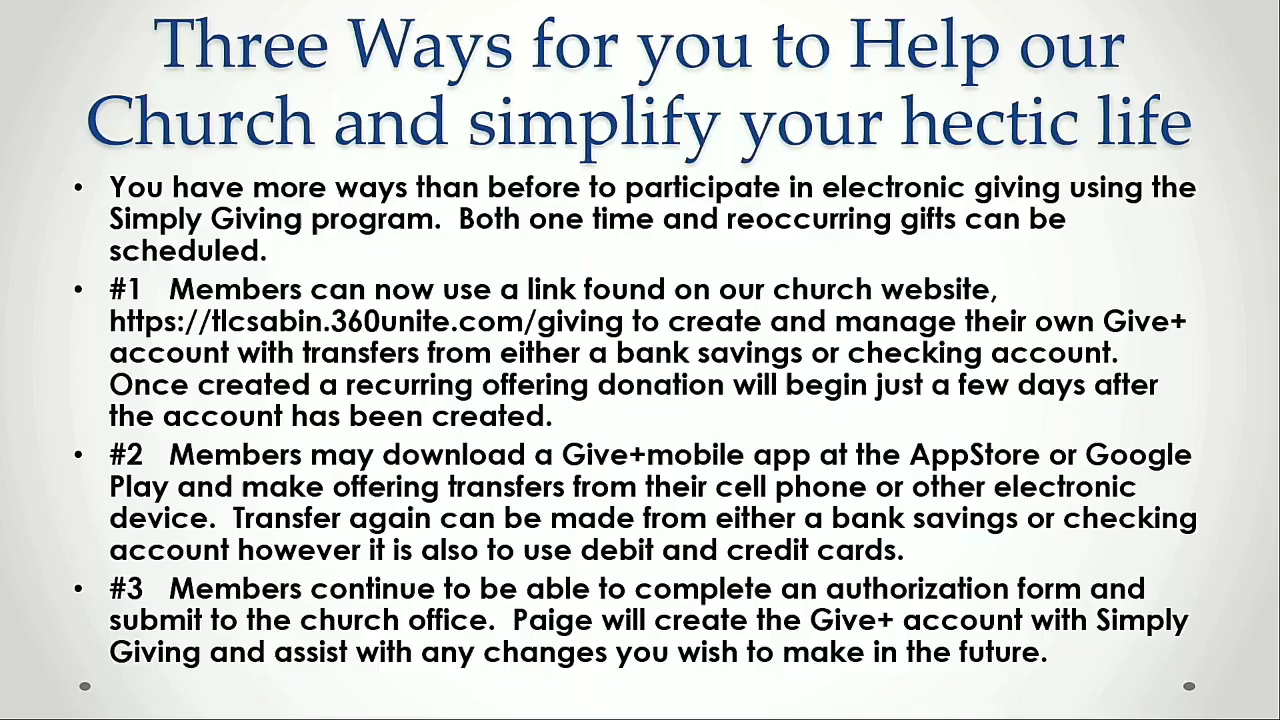 Three Ways for you to Help our
Church and simplify your hectic life
• You have more ways than before to participate in electronic giving using the
Simply Giving program.  Both one time and reoccurring gifts can be
scheduled.
• #1   Members can now use a link found on our church website,
https://tlcsabin.360unite.com/giving to create and manage their own Give+
account with transfers from either a bank savings or checking account.
Once created a recurring offering donation will begin just a few days after
the account has been created.
• #2   Members may download a Give+mobile app at the AppStore or Google
Play and make offering transfers from their cell phone or other electronic
device.  Transfer again can be made from either a bank savings or checking
account however it is also to use debit and credit cards.
• #3   Members continue to be able to complete an authorization form and
submit to the church office.  Paige will create the Give+ account with Simply
Giving and assist with any changes you wish to make in the future.